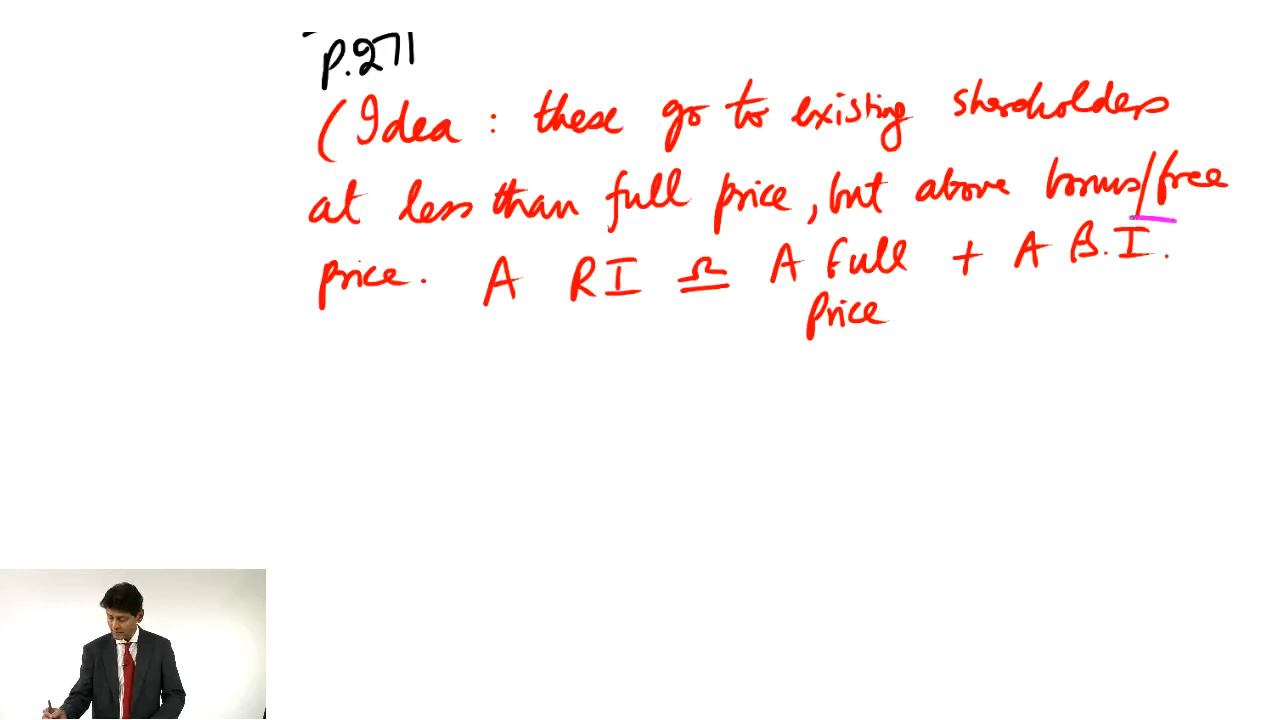 p.271
(Idea : these go to existing shareholders
at less than full price, but above bonus/free
price. A RI ≏ A Full + A B.I.
Price